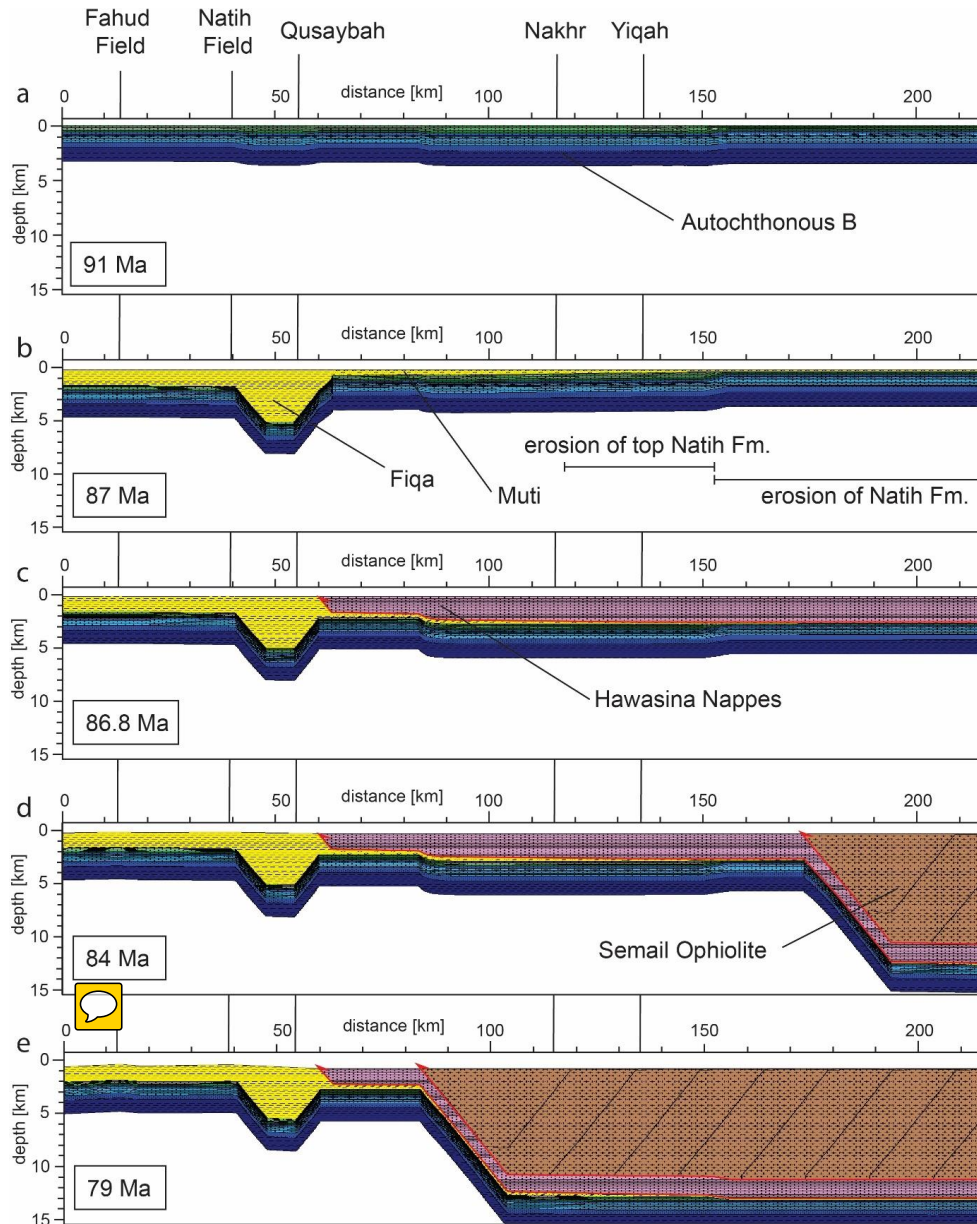 Fahud Field
Natih Field
Qusaybah
Nakhr
Yiqah
a
0 50 distance [km] 100 150 200
depth [km]
0
5
10
15
Autochthonous B
91 Ma
0 50 distance [km] 100 150 200
b
depth [km]
0
5
10
15
erosion of top Natih Fm.
Fiqa
Muti
erosion of Natih Fm.
87 Ma
0 50 distance [km] 100 150 200
c
depth [km]
0
5
10
15
Hawasina Nappes
86.8 Ma
0 50 distance [km] 100 150 200
d
depth [km]
0
5
10
15
Semail Ophiolite
84 Ma
0 50 distance [km] 100 150 200
e
depth [km]
0
5
10
15
79 Ma